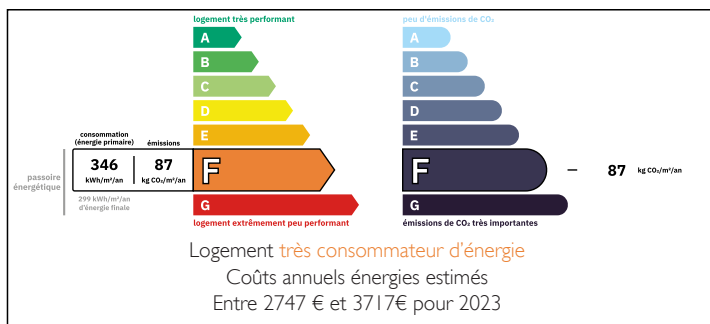 logement très performant
A
B
C
D
E
consommation
(énergie primaire)
émissions
346
kWh/m²/an
87
kg CO₂/m²/an
F
passoire
énergétique
299 kWh/m²/an
d'énergie finale
G
logement extrêmement peu performant
peu d'émissions de CO₂
A
B
C
D
E
F
87 kg CO₂/m²/an
G
émissions de CO₂ très importantes
Logement très consommateur d'énergie
Coûts annuels énergies estimés
Entre 2747 € et 3717€ pour 2023